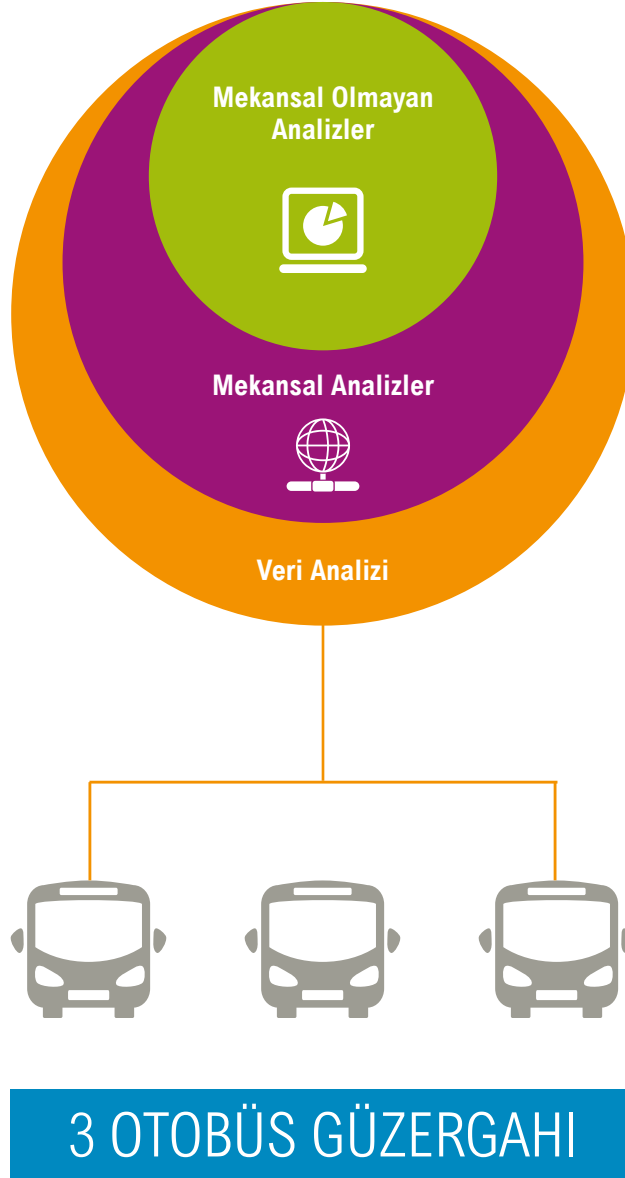 Mekansal Olmayan
Analizler
Mekansal Analizler
Veri Analizi
3 OTOBÜS GÜZERGAHI